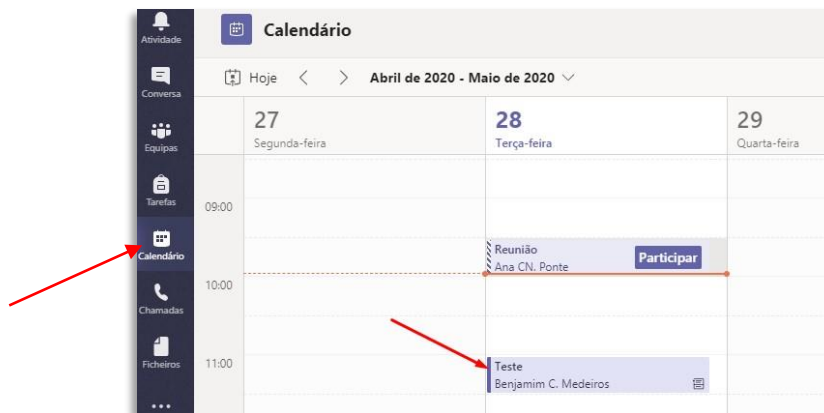 Atividade
Conversa
Equipas
Tarefas
Calendário
Chamadas
Ficheiros
Calendário
Hoje
Abril de 2020 - Maio de 2020
27
Segunda-feira
28
Terça-feira
29
Quarta-feira
09:00
Reunião
Ana CN. Ponte
Participar
10:00
11:00
Teste
Benjamim C. Medeiros